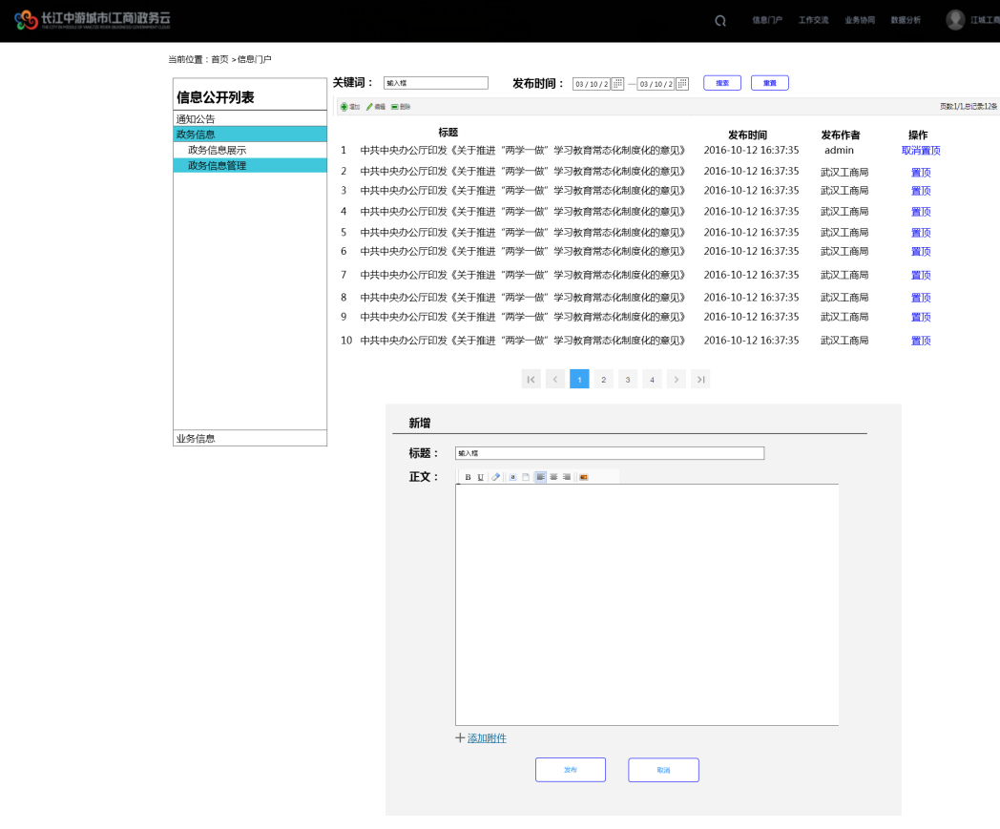 长江中游城市(工商)政务云
信息门户 工作交流 业务协同 数据分析 江城工商
当前位置：首页 >信息门户
关键词： 输入框 发布时间： 03 / 10 / 2 — 03 / 10 / 2 搜索 重置
信息公开列表
增加 编辑 删除 页数:1/1,总记录:12条
通知公告
政务信息
政务信息展示
政务信息管理
业务信息
标题 发布时间 发布作者 操作
1 中共中央办公厅印发《关于推进“两学一做”学习教育常态化制度化的意见》 2016-10-12 16:37:35 admin 取消置顶
2 中共中央办公厅印发《关于推进“两学一做”学习教育常态化制度化的意见》 2016-10-12 16:37:35 武汉工商局 置顶
3 中共中央办公厅印发《关于推进“两学一做”学习教育常态化制度化的意见》 2016-10-12 16:37:35 武汉工商局 置顶
4 中共中央办公厅印发《关于推进“两学一做”学习教育常态化制度化的意见》 2016-10-12 16:37:35 武汉工商局 置顶
5 中共中央办公厅印发《关于推进“两学一做”学习教育常态化制度化的意见》 2016-10-12 16:37:35 武汉工商局 置顶
6 中共中央办公厅印发《关于推进“两学一做”学习教育常态化制度化的意见》 2016-10-12 16:37:35 武汉工商局 置顶
7 中共中央办公厅印发《关于推进“两学一做”学习教育常态化制度化的意见》 2016-10-12 16:37:35 武汉工商局 置顶
8 中共中央办公厅印发《关于推进“两学一做”学习教育常态化制度化的意见》 2016-10-12 16:37:35 武汉工商局 置顶
9 中共中央办公厅印发《关于推进“两学一做”学习教育常态化制度化的意见》 2016-10-12 16:37:35 武汉工商局 置顶
10 中共中央办公厅印发《关于推进“两学一做”学习教育常态化制度化的意见》 2016-10-12 16:37:35 武汉工商局 置顶
1 2 3 4
新增
标题： 输入框
正文： B U
添加附件
发布 取消